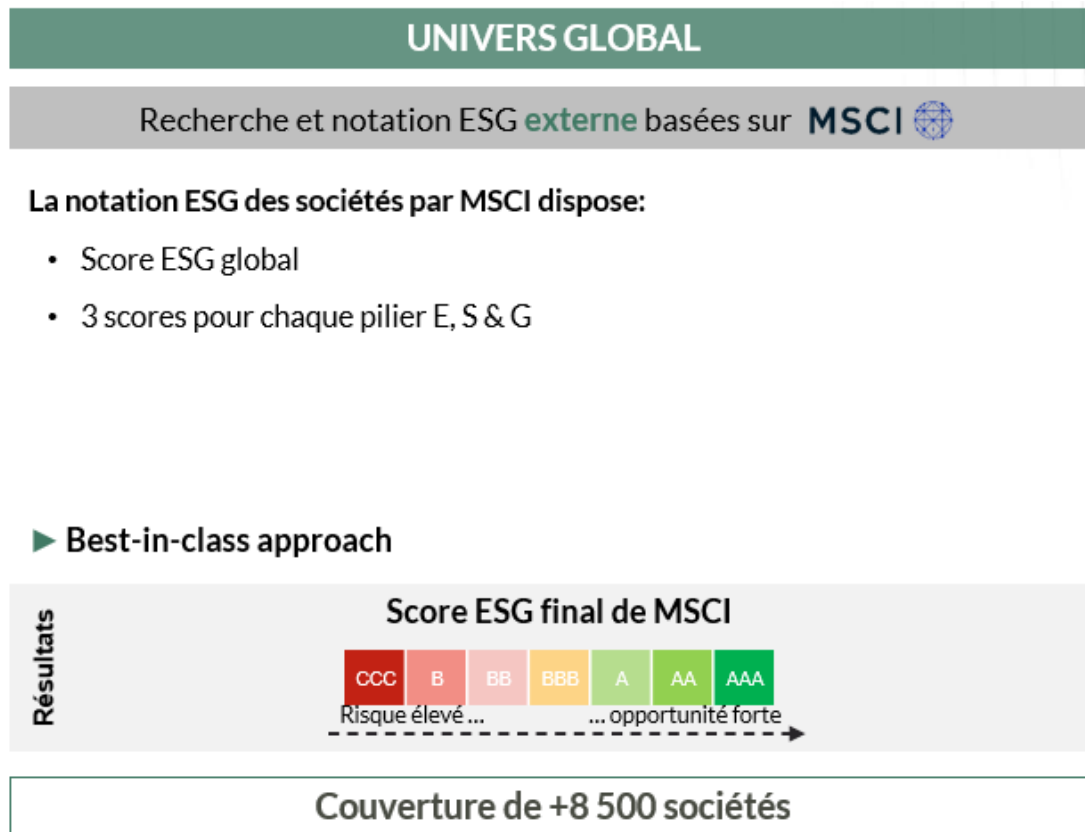 UNIVERS GLOBAL
Recherche et notation ESG externe basées sur MSCI
La notation ESG des sociétés par MSCI dispose:
• Score ESG global
• 3 scores pour chaque pilier E, S & G
► Best-in-class approach
Résultats
Score ESG final de MSCI
CCC B BB BBB A AA AAA
Risque élevé ... ... opportunité forte
Couverture de +8 500 sociétés